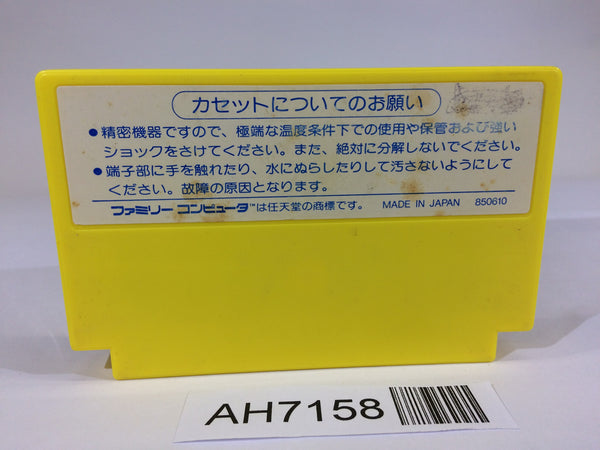 カセットについてのお願い
●精密機器ですので、極端な温度条件下での使用や保管および強い
ショックをさけてください。また、絶対に分解しないでください。
●端子部に手を触れたり、水にぬらしたりして汚さないようにして
ください。故障の原因となります。
ファミリー コンピュータ™は任天堂の商標です。 MADE IN JAPAN 850610
AH7158